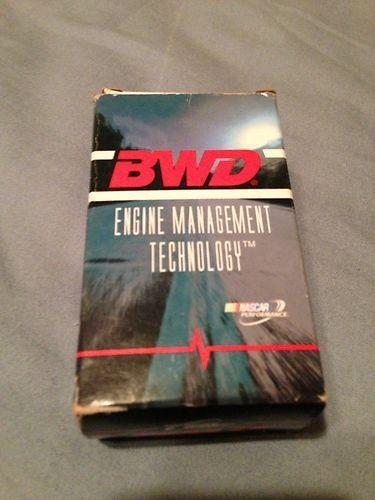 BWD®
ENGINE MANAGEMENT
TECHNOLOGY™
NASCAR
PERFORMANCE